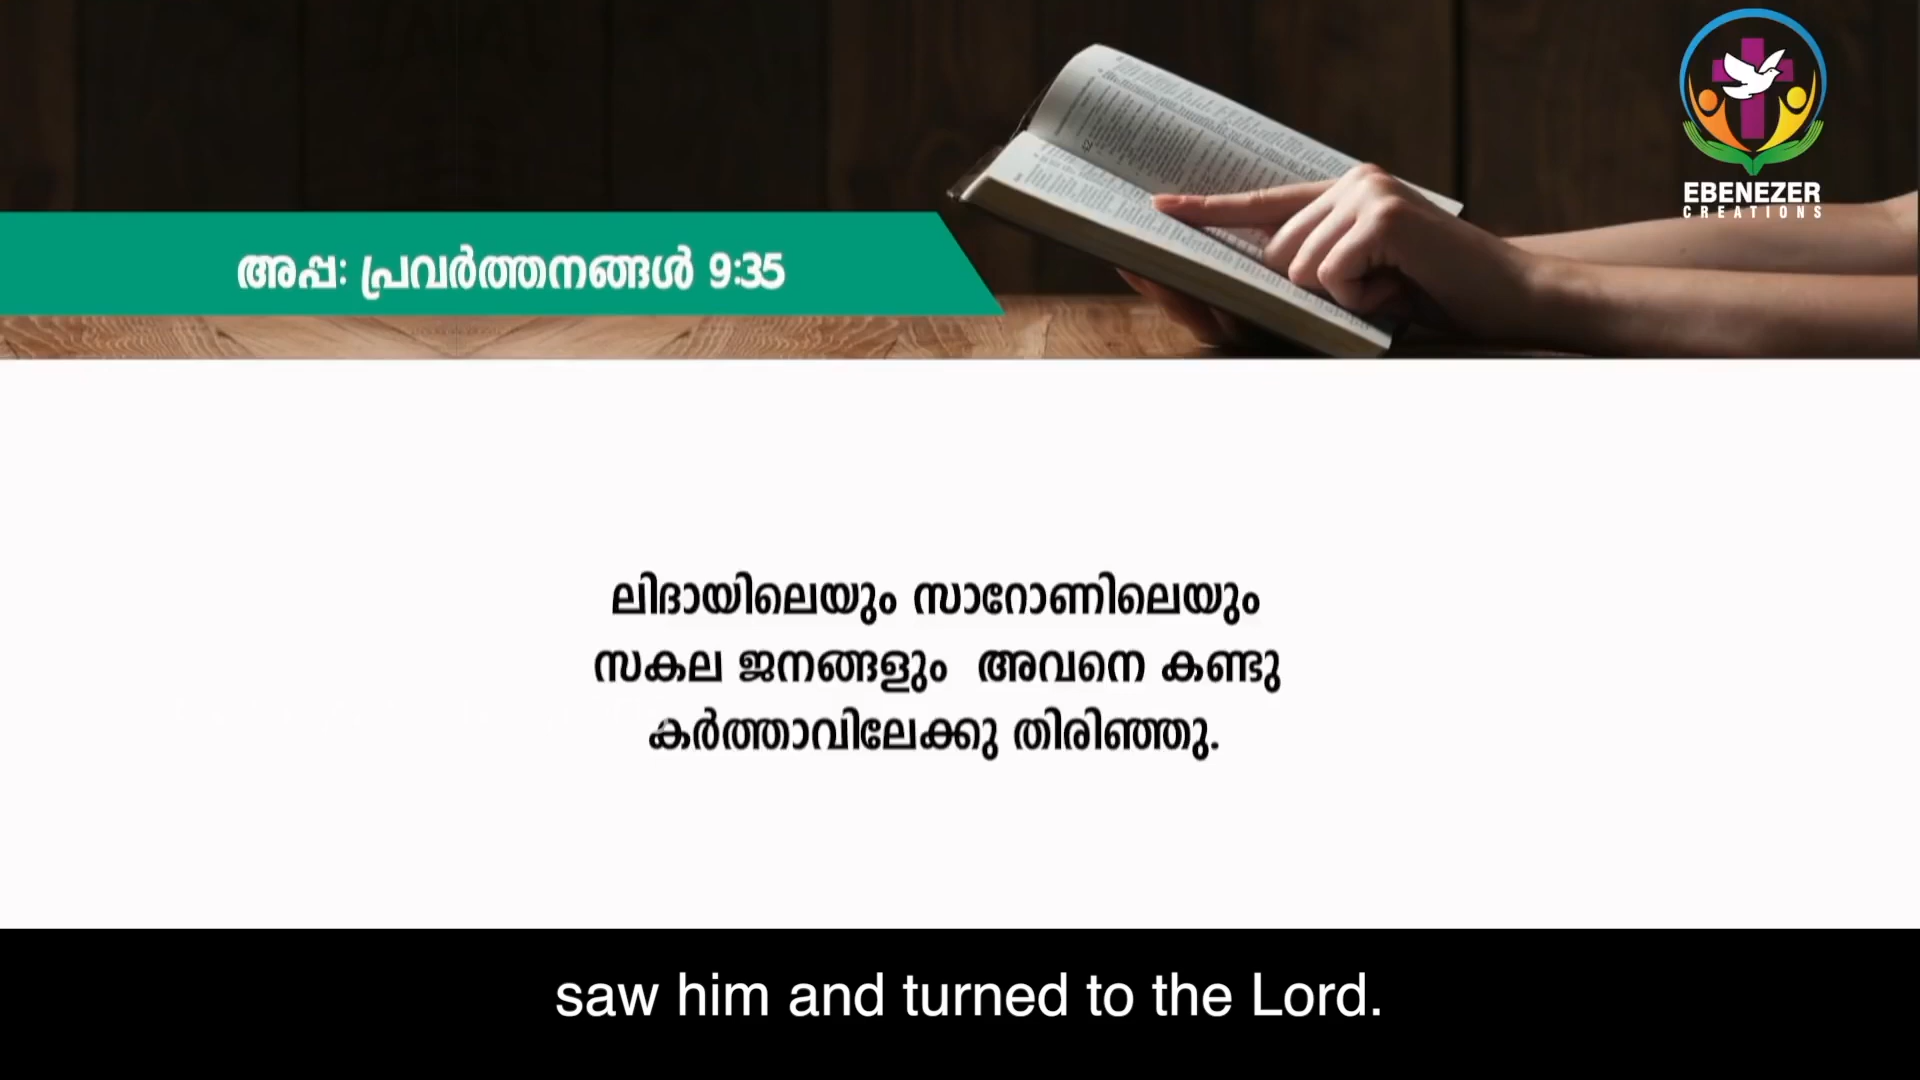 EBENEZER
CREATIONS
അപ്പ: പ്രവർത്തനങ്ങൾ 9:35
ലിദായിലെയും സാറോണിലെയും
സകല ജനങ്ങളും അവനെ കണ്ടു
കർത്താവിലേക്കു തിരിഞ്ഞു.
saw him and turned to the Lord.